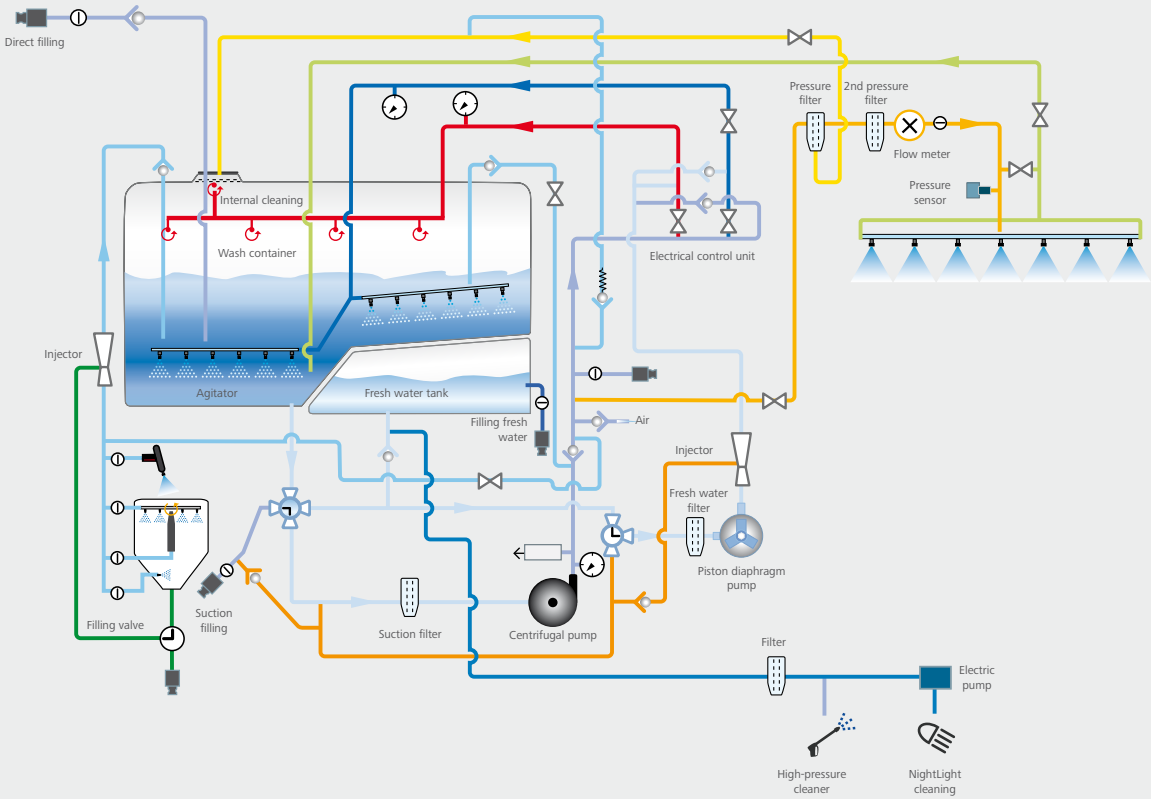 Direct filling
Pressure
filter
2nd pressure
filter
Flow meter
Internal cleaning
Pressure
sensor
Wash container
Electrical control unit
Injector
Agitator
Fresh water tank
Filling fresh
water
Air
Injector
Fresh water
filter
Piston diaphragm
pump
Suction
filling
Filling valve
Suction filter
Centrifugal pump
Filter
Electric
pump
High-pressure
cleaner
NightLight
cleaning